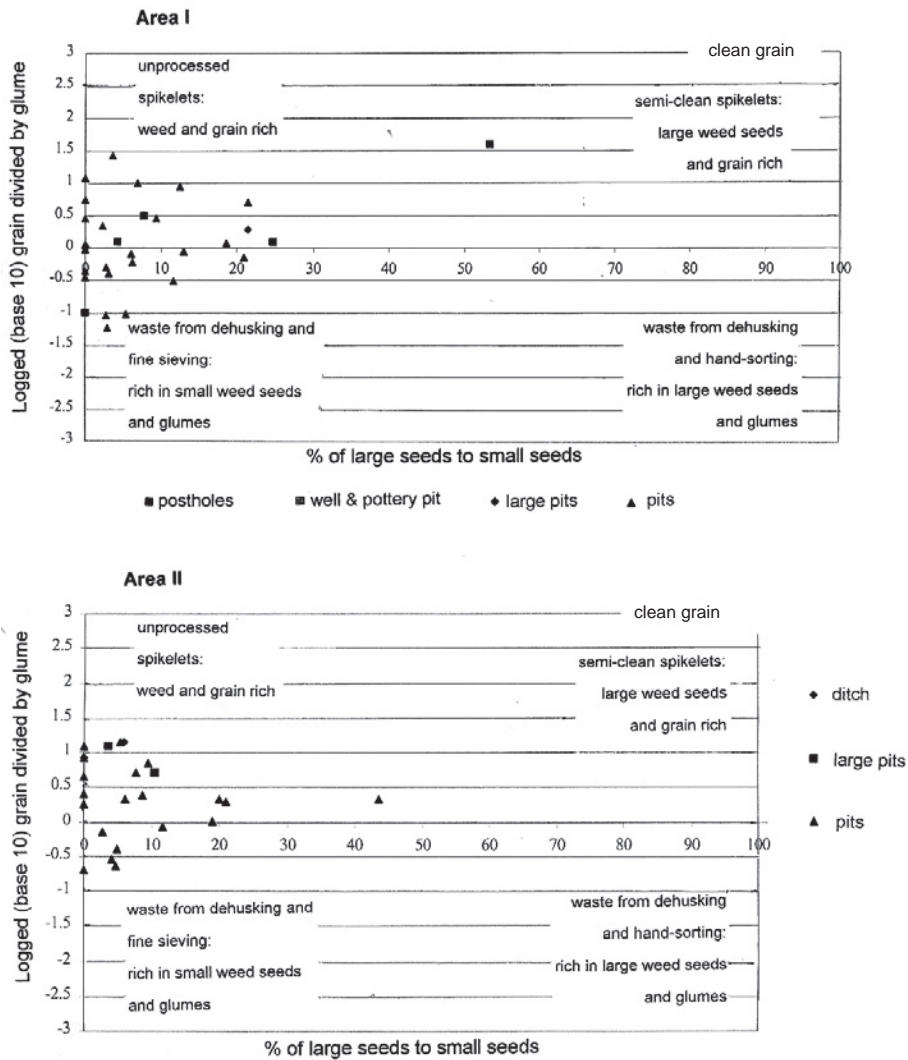 Area I
Logged (base 10) grain divided by glume
3
2.5
2
1.5
1
0.5
0
-0.5
-1
-1.5
-2
-2.5
-3
clean grain
unprocessed
spikelets:
weed and grain rich
semi-clean spikelets:
large weed seeds
and grain rich
0 10 20 30 40 50 60 70 80 90 100
waste from dehusking and
fine sieving:
rich in small weed seeds
and glumes
waste from dehusking
and hand-sorting:
rich in large weed seeds
and glumes
% of large seeds to small seeds
postholes well & pottery pit large pits pits
Area II
Logged (base 10) grain divided by glume
3
2.5
2
1.5
1
0.5
0
-0.5
-1
-1.5
-2
-2.5
-3
clean grain
unprocessed
spikelets:
weed and grain rich
semi-clean spikelets:
large weed seeds
and grain rich
0 10 20 30 40 50 60 70 80 90 100
waste from dehusking and
fine sieving:
rich in small weed seeds
and glumes
waste from dehusking
and hand-sorting:
rich in large weed seeds
and glumes
% of large seeds to small seeds
ditch
large pits
pits